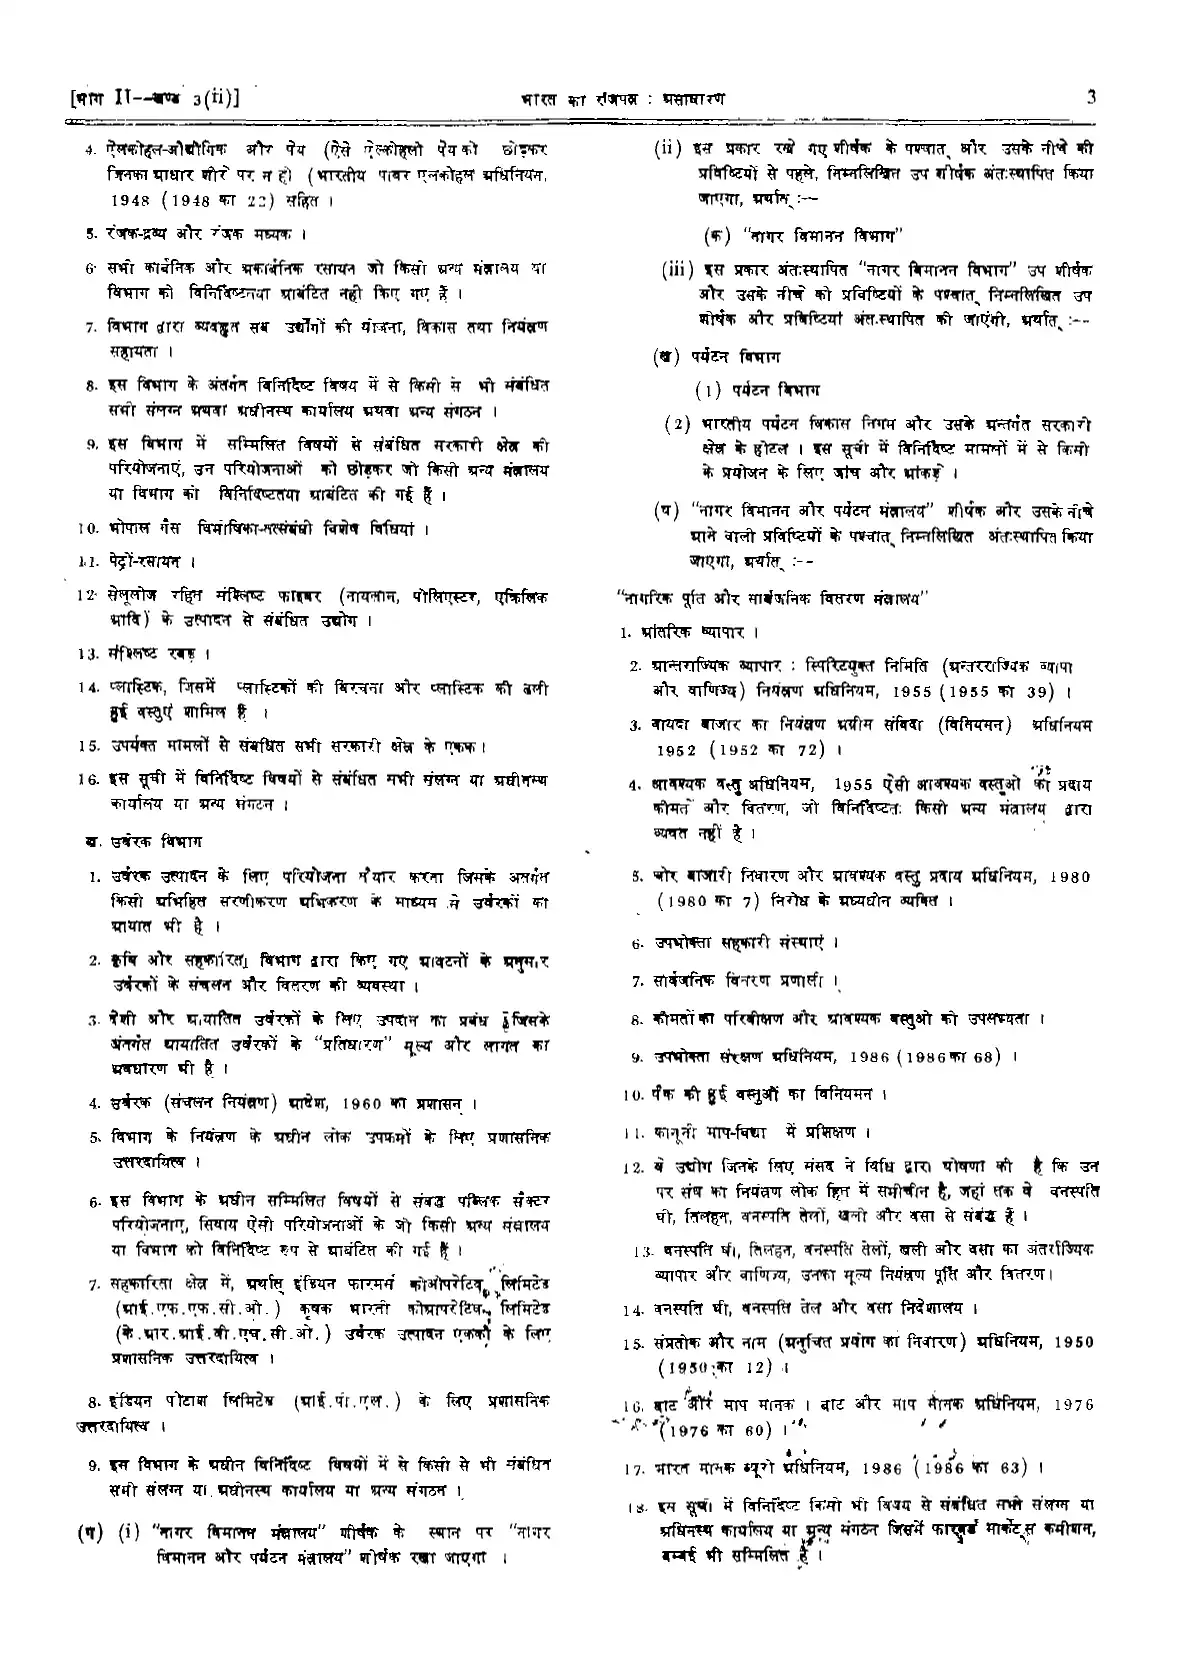 [भाग II--खण्ड 3(ii)]
भारत का राजपत्र : असाधारण
3
4. ऐलकोहल-औद्योगिक और पेय (ऐसे ऐल्कोहली पेय को छोड़कर
जिनका आधार शीरे पर न हो) (भारतीय पावर एलकोहल अधिनियम,
1948 (1948 का 22) सहित ।
5. रंजक-द्रव्य और रंजक मध्यक ।
6. सभी कार्बनिक और अकार्बनिक रसायन जो किसी अन्य मंत्रालय या
विभाग को विनिर्दिष्टतया आबंटित नहीं किए गए हैं ।
7. विभाग द्वारा व्यवहृत सब उद्योगों की योजना, विकास तथा नियंत्रण
सहायता ।
8. इस विभाग के अंतर्गत विनिर्दिष्ट विषय में से किसी से भी संबंधित
सभी संलग्न अथवा अधीनस्थ कार्यालय अथवा अन्य संगठन ।
9. इस विभाग में सम्मिलित विषयों से संबंधित सरकारी क्षेत्र की
परियोजनाएं, उन परियोजनाओं को छोड़कर जो किसी अन्य मंत्रालय
या विभाग को विनिर्दिष्टतया आबंटित की गई हैं ।
10. भोपाल गैस विभीषिका-तत्संबंधी विशेष विधियां ।
11. पेट्रो-रसायन ।
12. सेलूलोज रहित संश्लिष्ट फाइबर (नायलान, पोलिएस्टर, एक्रिलिक
आदि) के उत्पादन से संबंधित उद्योग ।
13. संश्लिष्ट रबड़ ।
14. प्लास्टिक, जिसमें प्लास्टिकों की विरचना और प्लास्टिक की ढली
हुई वस्तुएं शामिल हैं ।
15. उपर्यक्त मामलों से संबंधित सभी सरकारी क्षेत्र के एकक ।
16. इस सूची में विनिर्दिष्ट विषयों से संबंधित सभी संलग्न या अधीनस्थ
कार्यालय या अन्य संगठन ।
ख. उर्वरक विभाग
1. उर्वरक उत्पादन के लिए परियोजना तैयार करना जिसके अन्तर्गत
किसी अभिहित सरणीकरण अभिकरण के माध्यम से उर्वरकों का
आयात भी है ।
2. कृषि और सहकारिता विभाग द्वारा किए गए आबंटनों के अनुसार
उर्वरकों के संचलन और वितरण की व्यवस्था ।
3. देशी और आयातित उर्वरकों के लिए उपदान का प्रबंध जिसके
अंतर्गत आयातित उर्वरकों के "प्रतिधारण" मूल्य और लागत का
अवधारण भी है ।
4. उर्वरक (संचलन नियंत्रण) आदेश, 1960 का प्रशासन ।
5. विभाग के नियंत्रण के अधीन लोक उपक्रमों के लिए प्रशासनिक
उत्तरदायित्व ।
6. इस विभाग के अधीन सम्मिलित विषयों से संबद्ध पब्लिक सैक्टर
परियोजनाएं, सिवाय ऐसी परियोजनाओं के जो किसी अन्य मंत्रालय
या विभाग को विनिर्दिष्ट रूप से आबंटित की गई हैं ।
7. सहकारिता क्षेत्र में, अर्थात् इंडियन फारमर्स कोओपरेटिव, लिमिटेड
(आई.एफ.एफ.सी.ओ.) कृषक भारती कोआपरेटिव, लिमिटेड
(के.आर.आई.बी.एच.सी.ओ.) उर्वरक उत्पादन एककों के लिए
प्रशासनिक उत्तरदायित्व ।
8. इंडियन पोटाश लिमिटेड (आई.पी.एल.) के लिए प्रशासनिक
उत्तरदायित्व ।
9. इस विभाग के अधीन विनिर्दिष्ट विषयों में से किसी से भी संबंधित
सभी संलग्न या अधीनस्थ कार्यालय या अन्य संगठन ।
(घ) (i) "नागर विमानन मंत्रालय" शीर्षक के स्थान पर "नागर
विमानन और पर्यटन मंत्रालय" शीर्षक रखा जाएगा ।
(ii) इस प्रकार रखे गए शीर्षक के पश्चात् और उसके नीचे की
प्रविष्टियों से पहले, निम्नलिखित उप शीर्षक अंतःस्थापित किया
जाएगा, अर्थात् :--
(क) "नागर विमानन विभाग"
(iii) इस प्रकार अंतःस्थापित "नागर विमानन विभाग" उप शीर्षक
और उसके नीचे को प्रविष्टियों के पश्चात् निम्नलिखित उप
शीर्षक और प्रविष्टियां अंतःस्थापित की जाएंगी, अर्थात् :--
(ख) पर्यटन विभाग
(1) पर्यटन विभाग
(2) भारतीय पर्यटन विकास निगम और उसके अन्तर्गत सरकारी
क्षेत्र के होटल । इस सूची में विनिर्दिष्ट मामलों में से किसी
के प्रयोजन के लिए जांच और आंकड़े ।
(घ) "नागर विमानन और पर्यटन मंत्रालय" शीर्षक और उसके नीचे
आने वाली प्रविष्टियों के पश्चात् निम्नलिखित अंतःस्थापित किया
जाएगा, अर्थात् :--
"नागरिक पूर्ति और सार्वजनिक वितरण मंत्रालय"
1. आंतरिक व्यापार ।
2. अन्तर्राज्यिक व्यापार : स्पिरिटयुक्त निर्मिति (अन्तरराज्यिक व्यापा
और वाणिज्य) नियंत्रण अधिनियम, 1955 (1955 का 39) ।
3. वायदा बाजार का नियंत्रण अग्रीम संविदा (विनियमन) अधिनियम
1952 (1952 का 72) ।
4. आवश्यक वस्तु अधिनियम, 1955 ऐसी आवश्यक वस्तुओं का प्रदाय
कीमतें और वितरण, जो विनिर्दिष्टतः किसी अन्य मंत्रालय द्वारा
व्यवत नहीं है ।
5. चोर बाजारी निवारण और आवश्यक वस्तु प्रदाय अधिनियम, 1980
(1980 का 7) निरोध के अध्यधीन व्यक्ति ।
6. उपभोक्ता सहकारी संस्थाएं ।
7. सार्वजनिक वितरण प्रणाली ।
8. कीमतों का परिवीक्षण और आवश्यक वस्तुओं को उपलभ्यता ।
9. उपभोक्ता संरक्षण अधिनियम, 1986 (1986 का 68) ।
10. पैक की हुई वस्तुओं का विनियमन ।
11. कानूनी माप-विद्या में प्रशिक्षण ।
12. वे उद्योग जिनके लिए संसद ने विधि द्वारा घोषणा की है कि उन
पर संघ का नियंत्रण लोक हित में समीचीन है, जहां तक वे वनस्पति
घी, तिलहन, वनस्पति तेलों, खली और वसा से संबद्ध हैं ।
13. वनस्पति घी, तिलहन, वनस्पति तेलों, खली और वसा का अंतर्राज्यिक
व्यापार और वाणिज्य, उनका मूल्य नियंत्रण पूर्ति और वितरण।
14. वनस्पति घी, वनस्पति तेल और वसा निदेशालय ।
15. संप्रतीक और नाम (अनुचित प्रयोग का निवारण) अधिनियम, 1950
(1950 का 12) ।
16. बाट और माप मानक । बाट और माप मानक अधिनियम, 1976
(1976 का 60) ।
17. भारत मानक ब्यूरो अधिनियम, 1986 (1986 का 63) ।
18. इस सूची में विनिर्दिष्ट किसी भी विषय से संबंधित सभी संलग्न या
अधिनस्थ कार्यालय या अन्य संगठन जिसमें फारवर्ड मार्केट्स कमीशन,
बम्बई भी सम्मिलित है ।